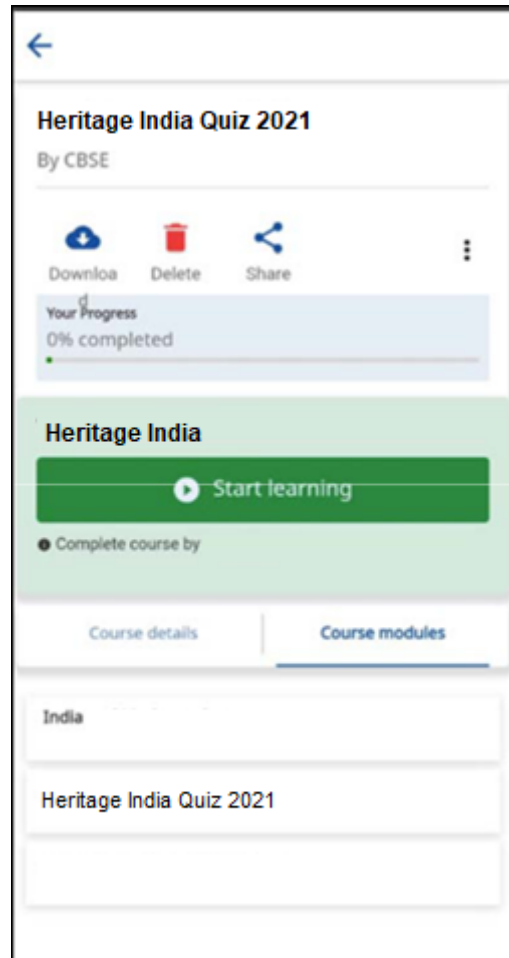 Heritage India Quiz 2021
By CBSE
Downloa
d
Delete
Share
Your Progress
0% completed
Heritage India
Start learning
Complete course by
Course details
Course modules
India
Heritage India Quiz 2021